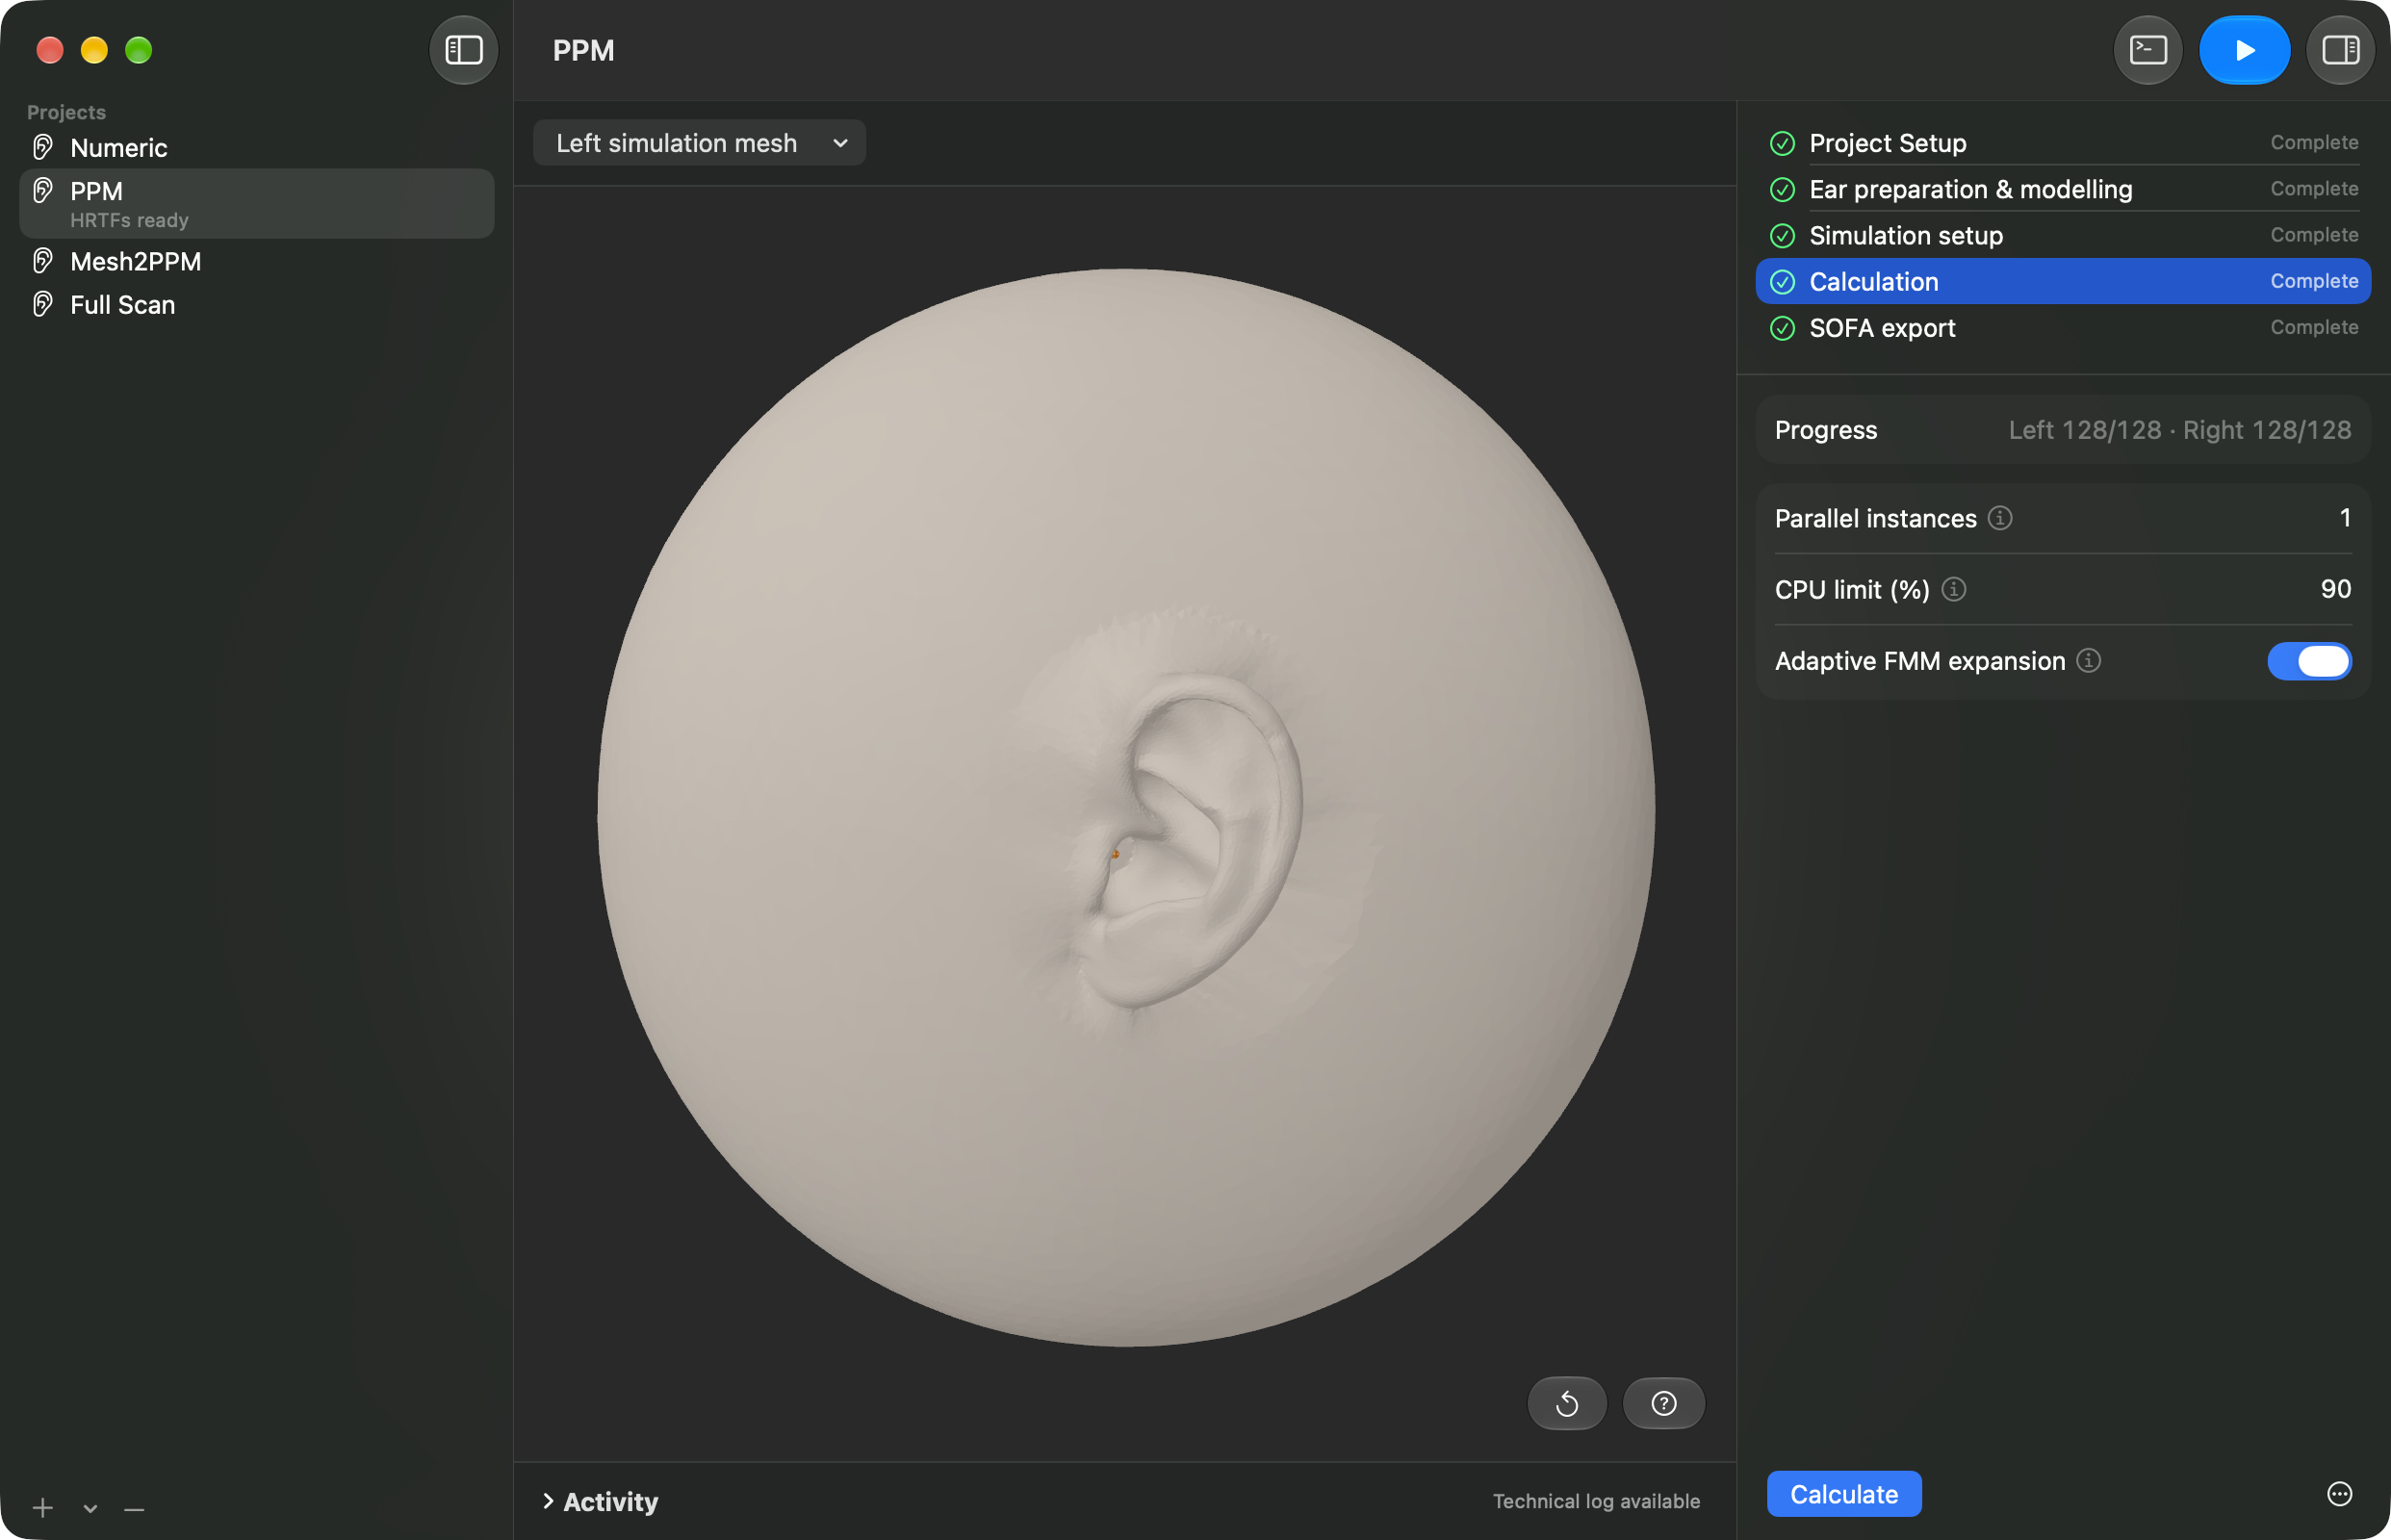 PPM
Projects
Numeric
PPM
HRTFs ready
Mesh2PPM
Full Scan
Left simulation mesh
Project Setup Complete
Ear preparation & modelling Complete
Simulation setup Complete
Calculation Complete
SOFA export Complete
Progress Left 128/128 · Right 128/128
Parallel instances 1
CPU limit (%) 90
Adaptive FMM expansion
Activity Technical log available
Calculate